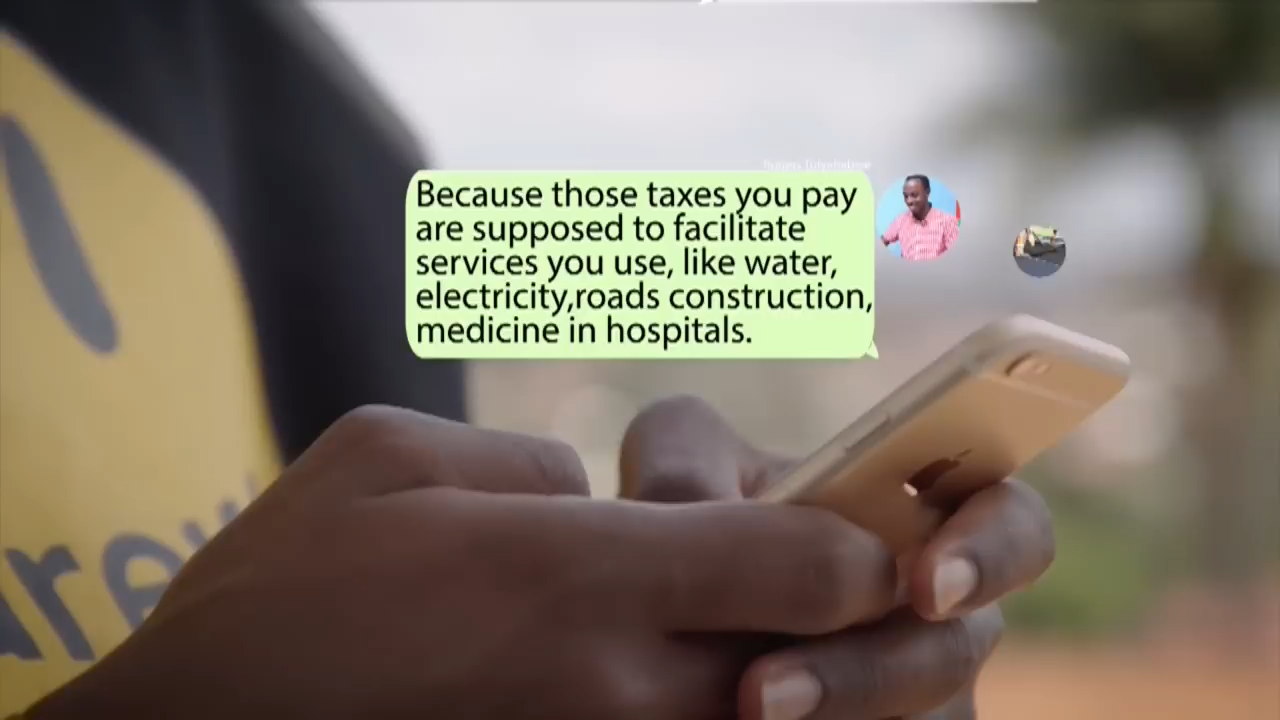 Because those taxes you pay
are supposed to facilitate
services you use, like water,
electricity,roads construction,
medicine in hospitals.